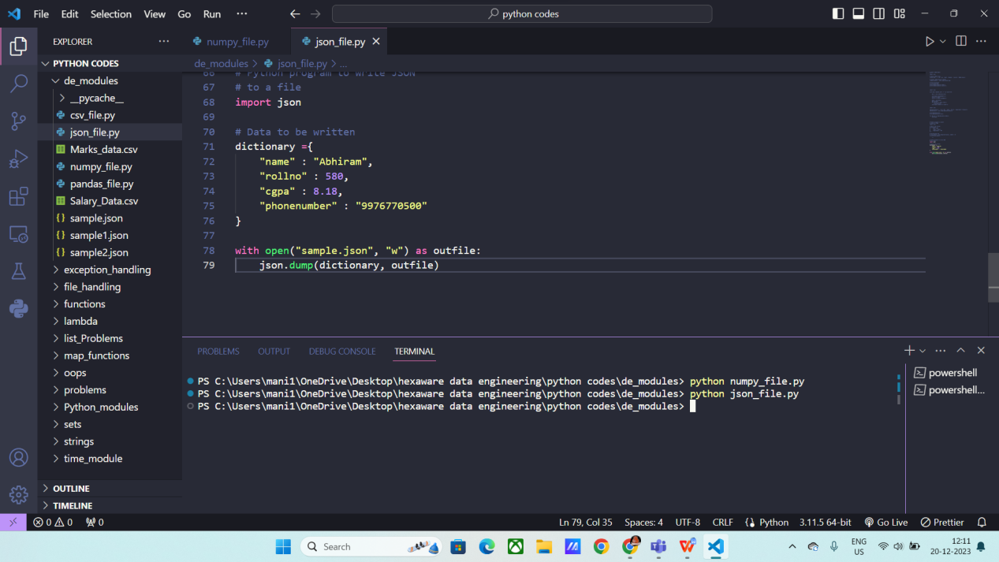 File Edit Selection View Go Run ···
python codes
EXPLORER ···
PYTHON CODES
de_modules
__pycache__
csv_file.py
json_file.py
Marks_data.csv
numpy_file.py
pandas_file.py
Salary_Data.csv
{} sample.json
{} sample1.json
{} sample2.json
exception_handling
file_handling
functions
lambda
list_Problems
map_functions
oops
problems
Python_modules
sets
strings
time_module
OUTLINE
TIMELINE
numpy_file.py
json_file.py
de_modules > json_file.py > ...
66 # Python program to write JSON
67 # to a file
68 import json
69
70 # Data to be written
71 dictionary ={
72 "name" : "Abhiram",
73 "rollno" : 580,
74 "cgpa" : 8.18,
75 "phonenumber" : "9976770500"
76 }
77
78 with open("sample.json", "w") as outfile:
79 json.dump(dictionary, outfile)
PROBLEMS OUTPUT DEBUG CONSOLE TERMINAL
PS C:\Users\mani1\OneDrive\Desktop\hexaware data engineering\python codes\de_modules> python numpy_file.py
PS C:\Users\mani1\OneDrive\Desktop\hexaware data engineering\python codes\de_modules> python json_file.py
PS C:\Users\mani1\OneDrive\Desktop\hexaware data engineering\python codes\de_modules>
powershell
powershell...
0 0 0
Ln 79, Col 35 Spaces: 4 UTF-8 CRLF {} Python 3.11.5 64-bit Go Live Prettier
Search
ENG
US
12:11
20-12-2023